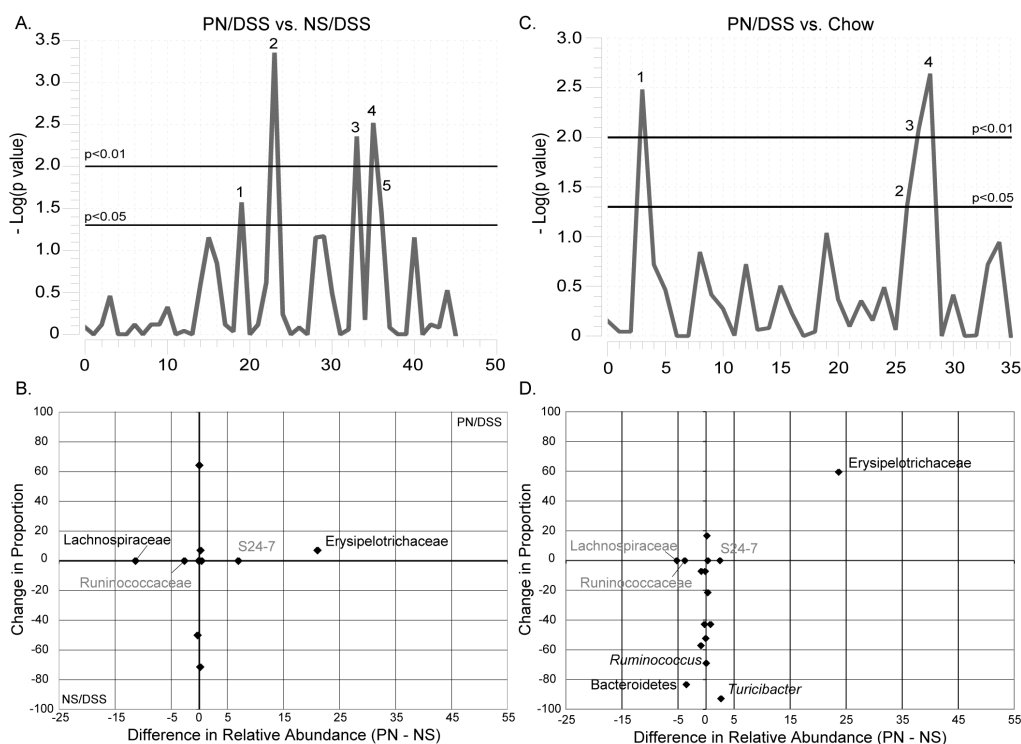 A.
PN/DSS vs. NS/DSS
3.5
3.0
2.5
2.0
1.5
1.0
0.5
0
- Log(p value)
p<0.01
p<0.05
1
2
3
4
5
0 10 20 30 40 50
C.
PN/DSS vs. Chow
3.0
2.5
2.0
1.5
1.0
0.5
0
- Log(p value)
p<0.01
p<0.05
1
2
3
4
0 5 10 15 20 25 30 35
B.
100
80
60
40
20
0
-20
-40
-60
-80
-100
Change in Proportion
PN/DSS
Lachnospiraceae
S24-7
Erysipelotrichaceae
Runinococcaceae
NS/DSS
-25 -15 -5 0 5 15 25 35 45 55
Difference in Relative Abundance (PN - NS)
D.
100
80
60
40
20
0
-20
-40
-60
-80
-100
Change in Proportion
Erysipelotrichaceae
Lachnospiraceae
S24-7
Runinococcaceae
Ruminococcus
Bacteroidetes
Turicibacter
-25 -15 -5 0 5 15 25 35 45 55
Difference in Relative Abundance (PN - NS)